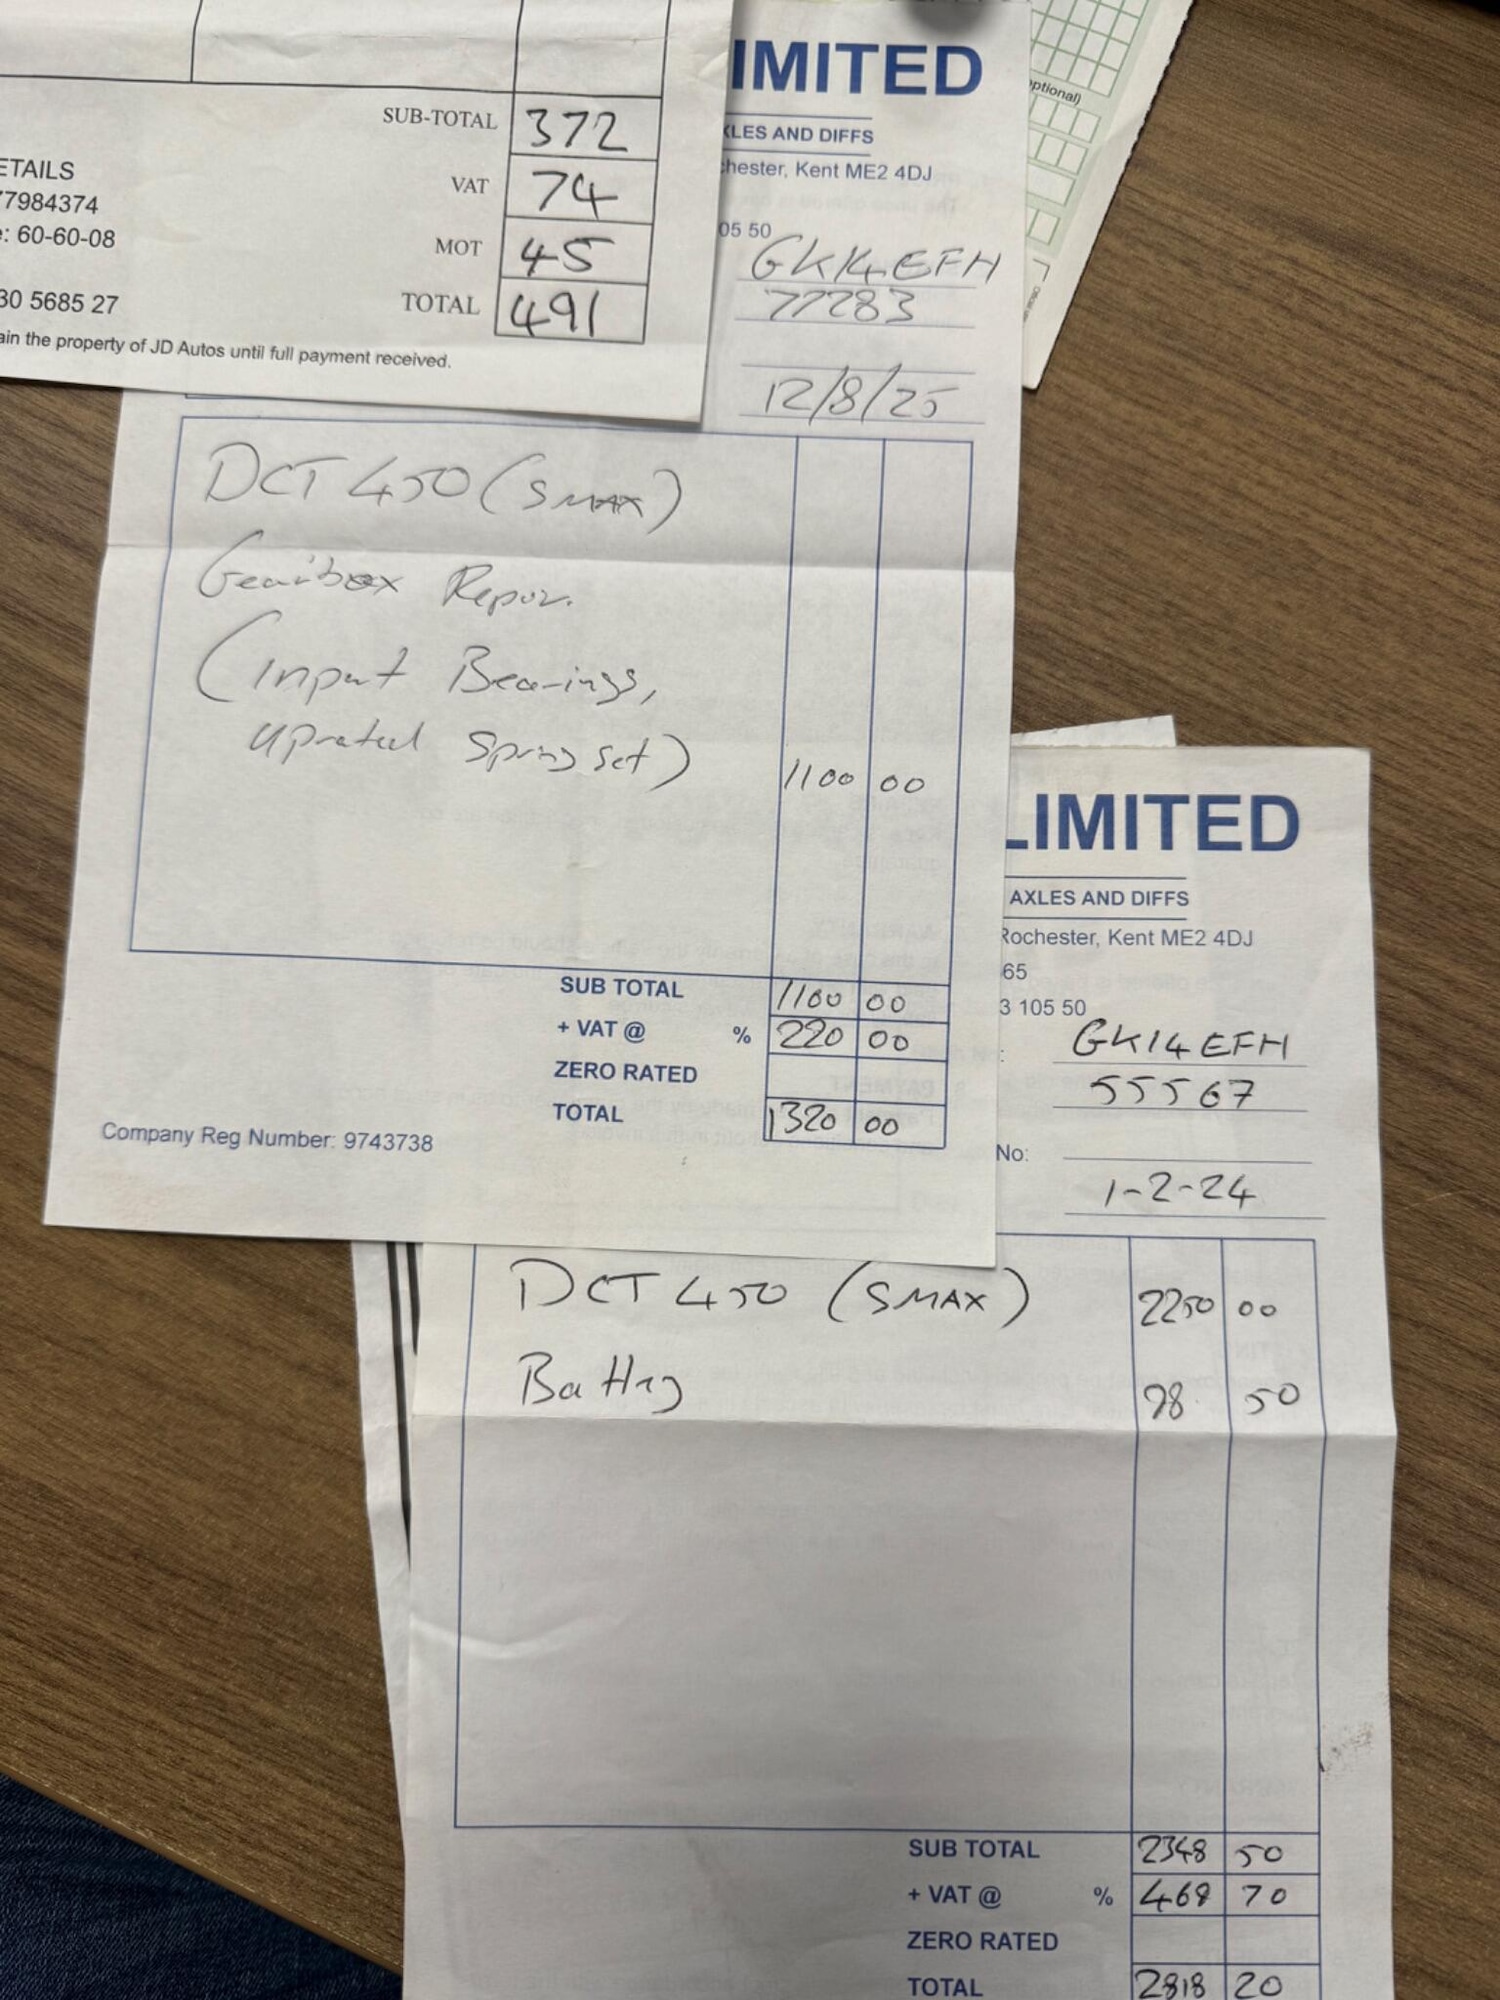 SUB-TOTAL 372
ETAILS
VAT 74
77984374
: 60-60-08
MOT 45
30 5685 27
TOTAL 491
ain the property of JD Autos until full payment received.
IMITED
KLES AND DIFFS
chester, Kent ME2 4DJ
05 50
GK14EFH
77283
12/8/25
ptional)
DCT 450 (SMAX)
Gearbox Repair.
(Input Bearings,
uprated Spring set) 1100 00
SUB TOTAL 1100 00
+ VAT @ % 220 00
ZERO RATED
TOTAL 1320 00
Company Reg Number: 9743738
LIMITED
AXLES AND DIFFS
Rochester, Kent ME2 4DJ
65
3 105 50
: GK14EFH
55567
No:
1-2-24
DCT 450 (SMAX) 2250 00
Battery 98 50
SUB TOTAL 2348 50
+ VAT @ % 469 70
ZERO RATED
TOTAL 2818 20